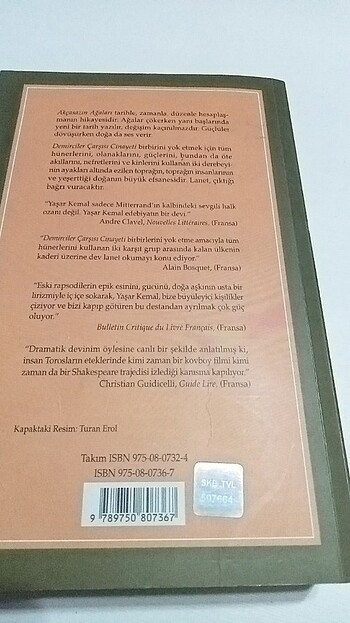 Akçasazın Ağaları tarihle, zamanla, düzenle hesaplaş-
manın hikayesidir. Ağalar çökerken yanı başlarında
yeni bir tarih yazılır, değişim kaçınılmazdır. Güçlüler
dövüşürken doğa da ses verir.
Demirciler Çarşısı Cinayeti birbirini yok etmek için tüm
hünerlerini, olanaklarını, güçlerini, bundan da öte
akıllarını, nefretlerini ve kinlerini kullanan iki derebeyi-
nin ayakları altında ezilen toprağın, toprağın insanlarının
ve yeşerttiği doğanın büyük efsanesidir. Lanet, çıktığı
bağrı vuracaktır.
"Yaşar Kemal sadece Mitterrand'ın kalbindeki sevgili halk
ozanı değil. Yaşar Kemal edebiyatın bir devi."
Andre Clavel, Nouvelles Littéraires, (Fransa)
"Demirciler Çarşısı Cinayeti birbirlerini yok etme amacıyla tüm
hünerlerini kullanan iki karşıt grup arasında kalan ülkenin
kaderi üzerine dev lanet okumayı konu ediyor."
Alain Bosquet, (Fransa)
"Eski rapsodilerin epik esinini, gücünü, doğa aşkının usta bir
lirizmiyle iç içe sokarak, Yaşar Kemal, bize büyüleyici kişilikler
çiziyor ve bizi kapıp götüren bu destandan ayrılmak çok güç
oluyor."
Bulletin Critique du Livre Français, (Fransa)
"Dramatik devinim öylesine canlı bir şekilde anlatılmış ki,
insan Torosların eteklerinde kimi zaman bir kovboy filmi kimi
zaman da bir Shakespeare trajedisi izlediği kanısına kapılıyor."
Christian Guidicelli, Guide Lire, (Fransa)
Kapaktaki Resim: Turan Erol
Takım ISBN 975-08-0732-4
ISBN 975-08-0736-7
9 789750 807367